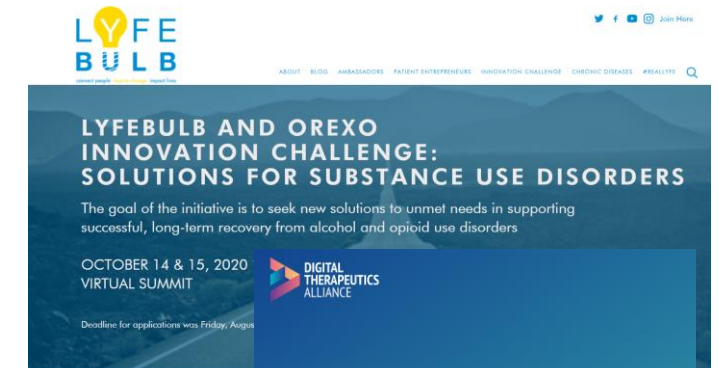 LYFE
BULB
connect people inspire change impact lives
Join Here
ABOUT BLOG AMBASSADORS PATIENT ENTREPRENEURS INNOVATION CHALLENGE CHRONIC DISEASES #REALLYFE
LYFEBULB AND OREXO
INNOVATION CHALLENGE:
SOLUTIONS FOR SUBSTANCE USE DISORDERS
The goal of the initiative is to seek new solutions to unmet needs in supporting
successful, long-term recovery from alcohol and opioid use disorders
OCTOBER 14 & 15, 2020
VIRTUAL SUMMIT
Deadline for applications was Friday, Augus
DIGITAL
THERAPEUTICS
ALLIANCE